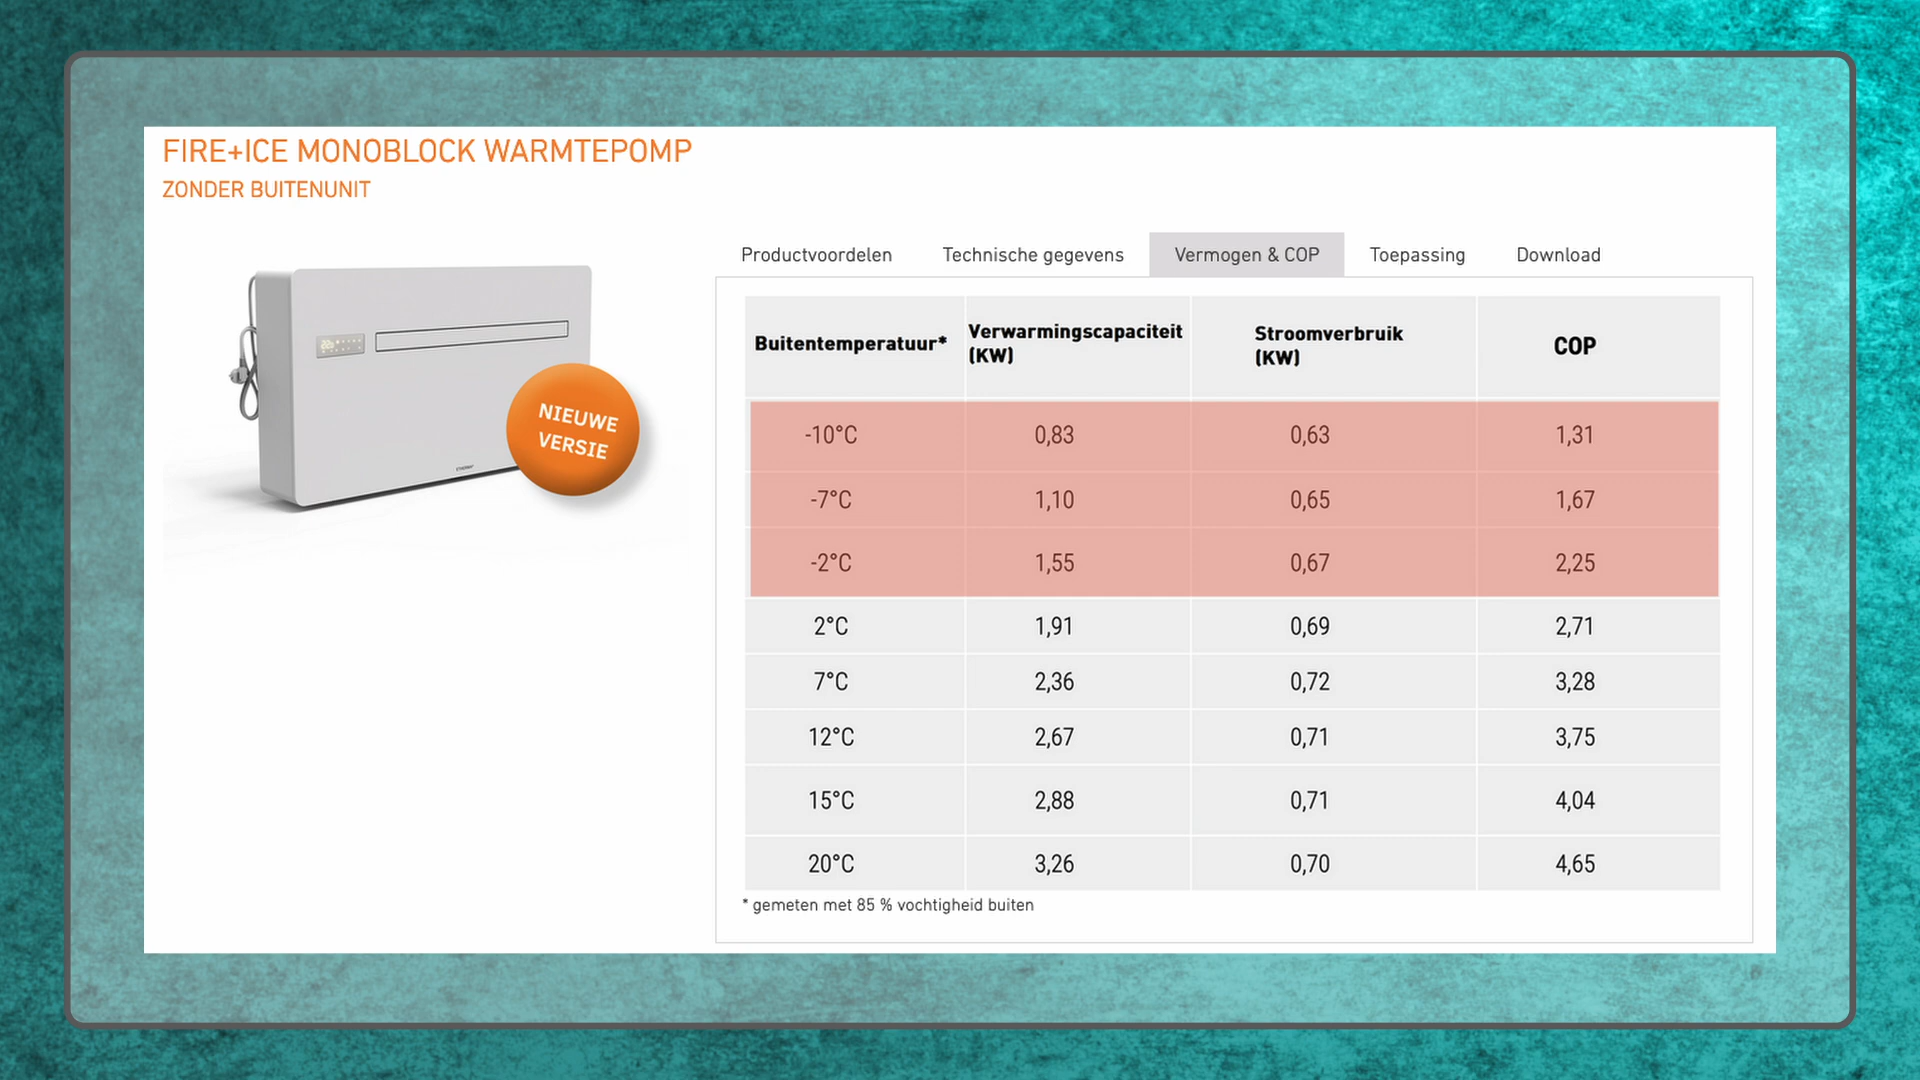 FIRE+ICE MONOBLOCK WARMTEPOMP
ZONDER BUITENUNIT
NIEUWE
VERSIE
Productvoordelen Technische gegevens Vermogen & COP Toepassing Download
Buitentemperatuur* Verwarmingscapaciteit (KW) Stroomverbruik (KW) COP
-10°C 0,83 0,63 1,31
-7°C 1,10 0,65 1,67
-2°C 1,55 0,67 2,25
2°C 1,91 0,69 2,71
7°C 2,36 0,72 3,28
12°C 2,67 0,71 3,75
15°C 2,88 0,71 4,04
20°C 3,26 0,70 4,65
* gemeten met 85 % vochtigheid buiten